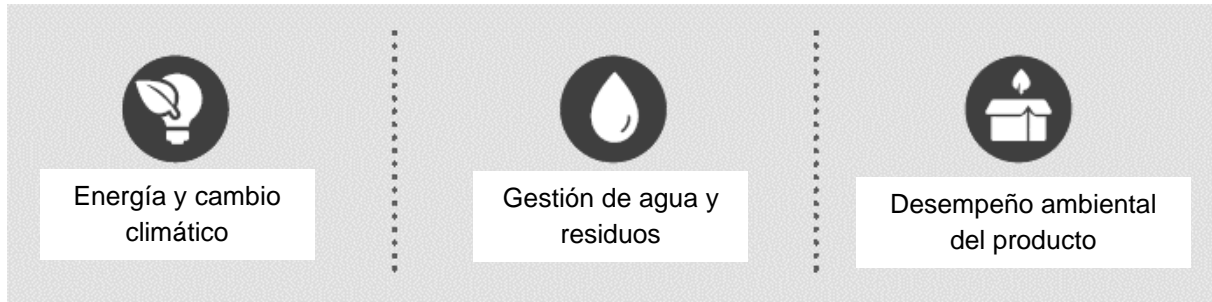 Energía y cambio
climático
Gestión de agua y
residuos
Desempeño ambiental
del producto